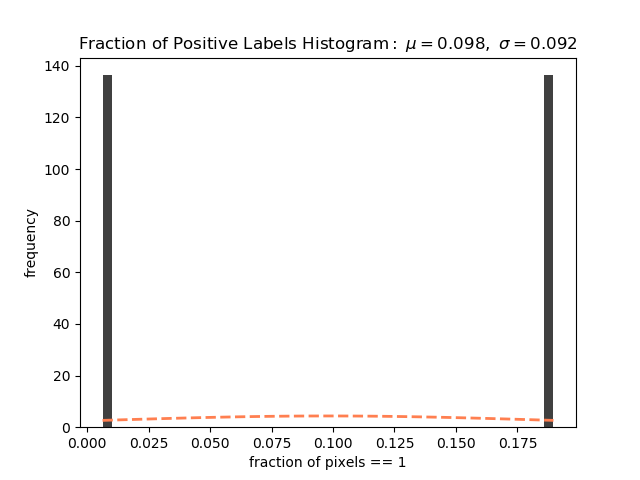 Fraction of Positive Labels Histogram: μ = 0.098, σ = 0.092
140
120
100
80
60
40
20
0
frequency
0.000 0.025 0.050 0.075 0.100 0.125 0.150 0.175
fraction of pixels == 1